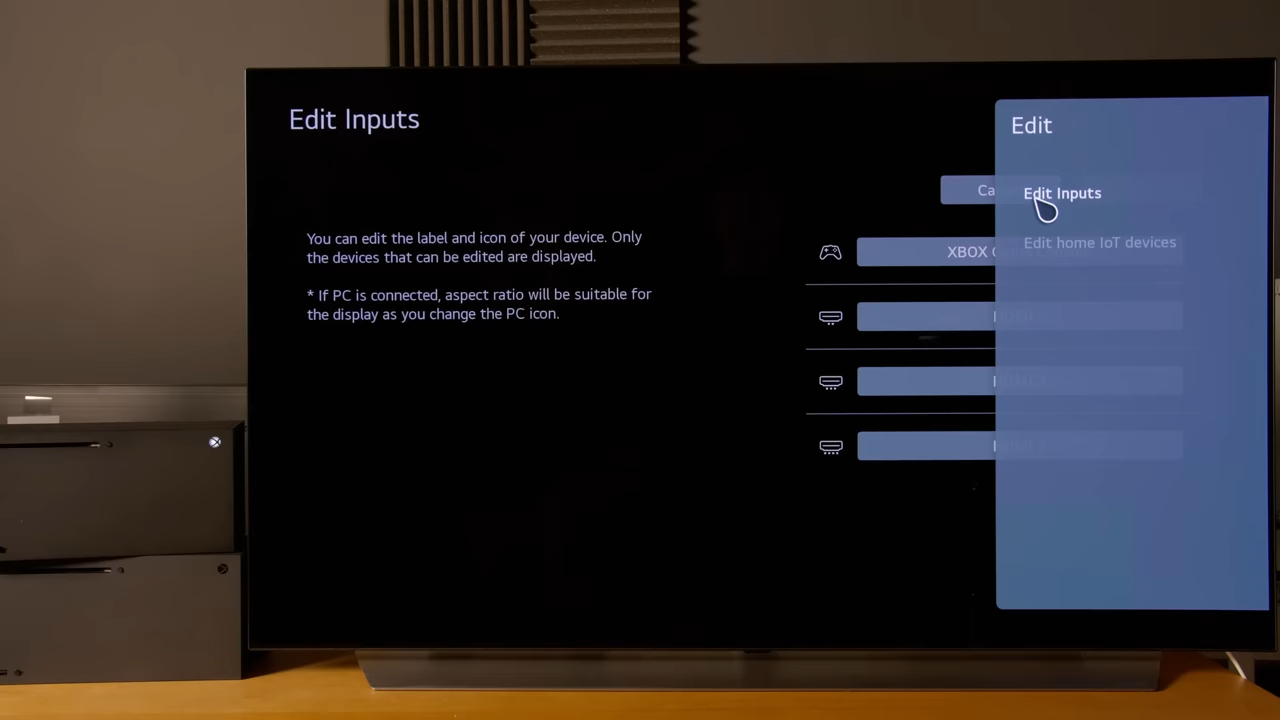 Edit Inputs
You can edit the label and icon of your device. Only
the devices that can be edited are displayed.
* If PC is connected, aspect ratio will be suitable for
the display as you change the PC icon.
XBOX
Edit
Edit Inputs
Edit home IoT devices